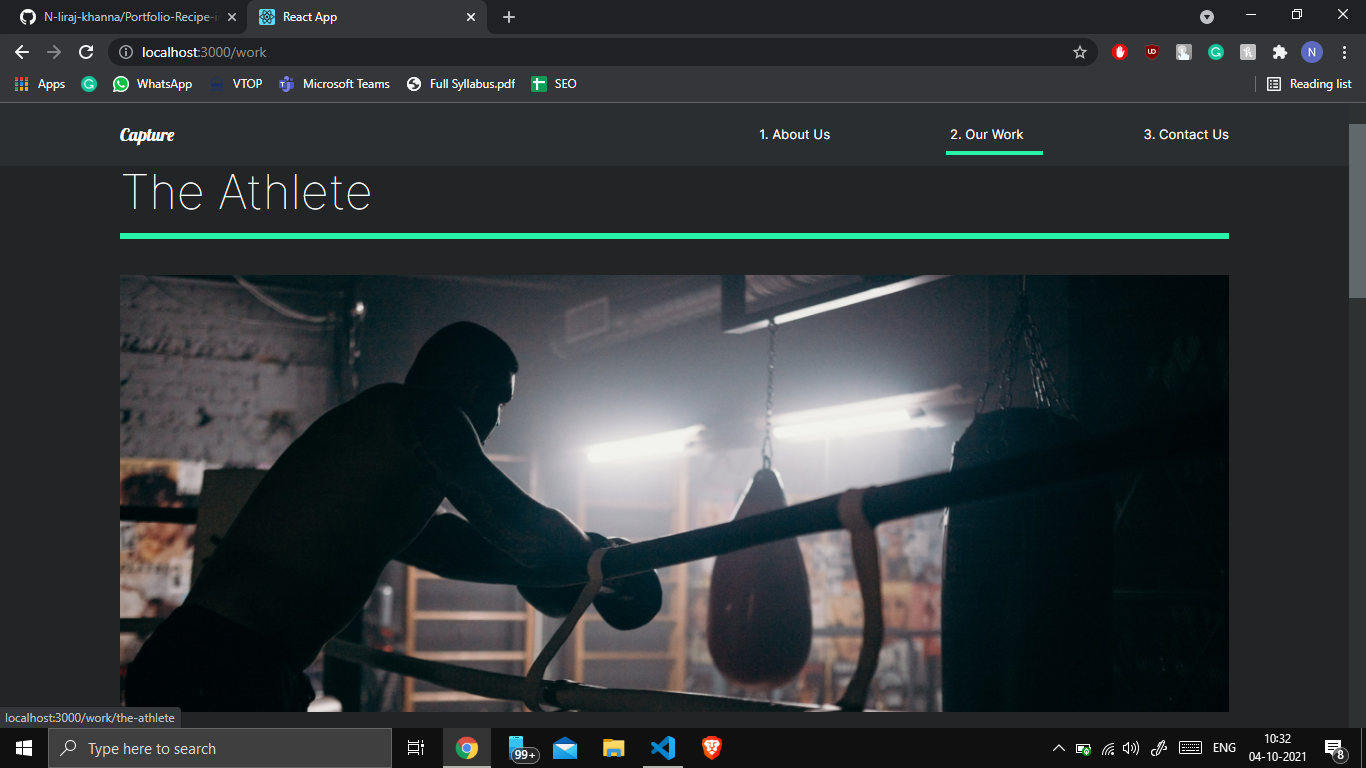 N-liraj-khanna/Portfolio-Recipe-i
React App
localhost:3000/work
N
Apps
WhatsApp
VTOP
Microsoft Teams
Full Syllabus.pdf
SEO
Reading list
Capture
1. About Us
2. Our Work
3. Contact Us
The Athlete
localhost:3000/work/the-athlete
Type here to search
99+
ENG
10:32
04-10-2021
8